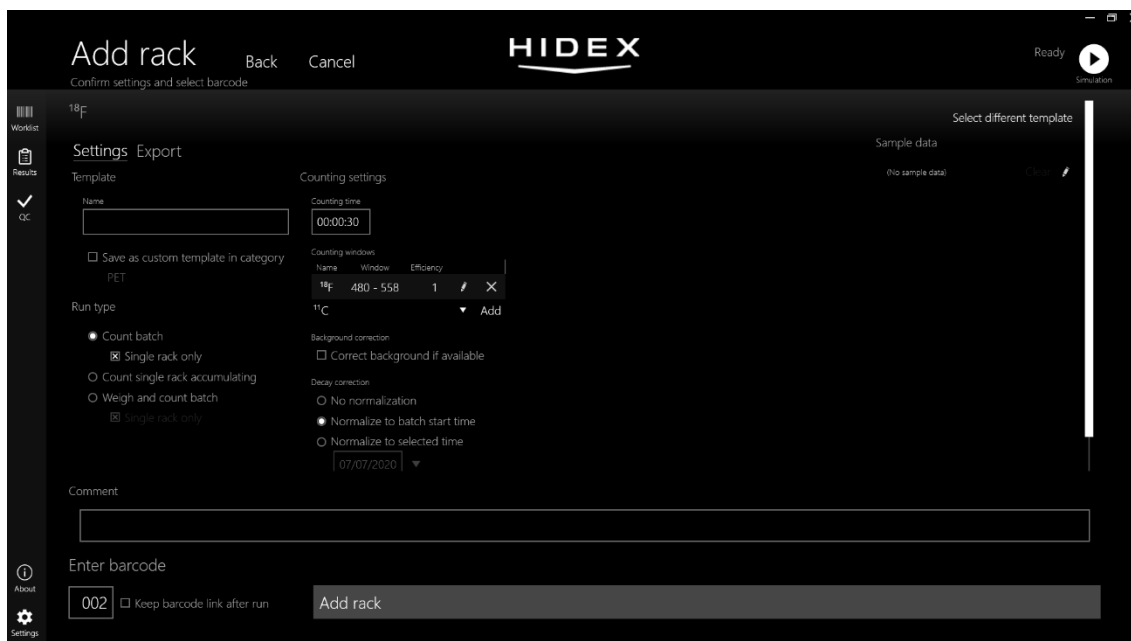 Add rack Back Cancel
HIDEX
Ready
Confirm settings and select barcode
Simulation
Worklist
Results
QC
About
Settings
¹⁸F
Select different template
Settings Export
Sample data
(No sample data) Clear
Template
Name
Save as custom template in category
PET
Run type
Count batch
Single rack only
Count single rack accumulating
Weigh and count batch
Single rack only
Counting settings
Counting time
00:00:30
Counting windows
Name Window Efficiency
¹⁸F 480 - 558 1
¹¹C Add
Background correction
Correct background if available
Decay correction
No normalization
Normalize to batch start time
Normalize to selected time
07/07/2020
Comment
Enter barcode
002 Keep barcode link after run
Add rack